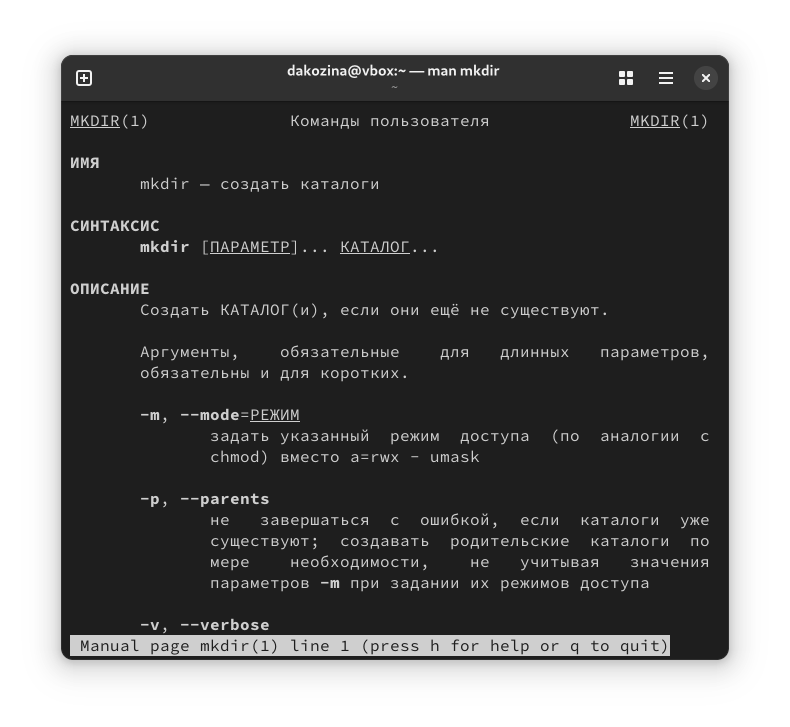 dakozina@vbox:~ — man mkdir
~
MKDIR(1) Команды пользователя MKDIR(1)
ИМЯ
mkdir — создать каталоги
СИНТАКСИС
mkdir [ПАРАМЕТР]... КАТАЛОГ...
ОПИСАНИЕ
Создать КАТАЛОГ(и), если они ещё не существуют.
Аргументы, обязательные для длинных параметров,
обязательны и для коротких.
-m, --mode=РЕЖИМ
задать указанный режим доступа (по аналогии с
chmod) вместо a=rwx - umask
-p, --parents
не завершаться с ошибкой, если каталоги уже
существуют; создавать родительские каталоги по
мере необходимости, не учитывая значения
параметров -m при задании их режимов доступа
-v, --verbose
Manual page mkdir(1) line 1 (press h for help or q to quit)